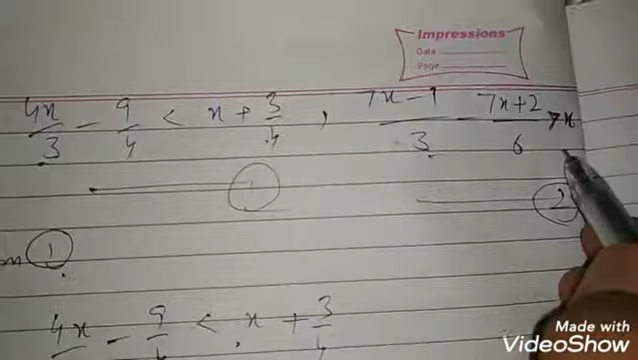 Impressions
Date
Page
4x/3 - 9/4 < x + 3/4 , (7x-1)/3 - (7x+2)/6 > x
1 2
m 1
4x - 9/4 < x + 3/4
Made with
VideoShow